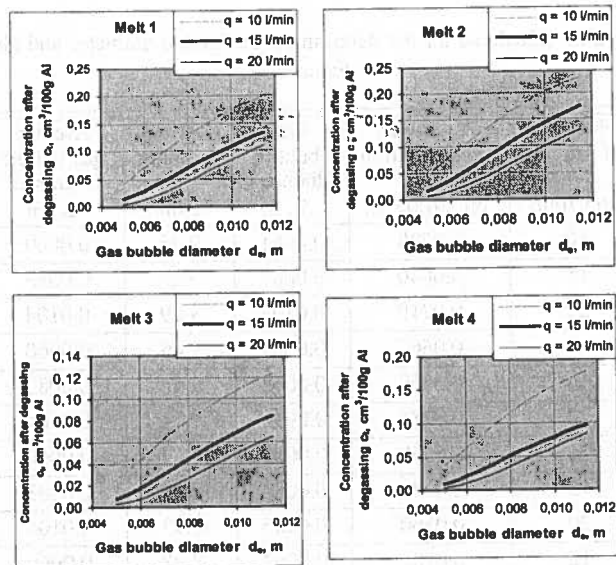 Melt 1
q = 10 l/min
q = 15 l/min
q = 20 l/min
Concentration after
degassing c, cm³/100g Al
0,25
0,20
0,15
0,10
0,05
0,00
0,004 0,006 0,008 0,010 0,012
Gas bubble diameter de, m
Melt 2
q = 10 l/min
q = 15 l/min
q = 20 l/min
Concentration after
degassing cm³/100g Al
0,25
0,20
0,15
0,10
0,05
0,00
0,004 0,006 0,008 0,010 0,012
Gas bubble diameter de, m
Melt 3
q = 10 l/min
q = 15 l/min
q = 20 l/min
Concentration after degassing
c, cm³/100g Al
0,14
0,12
0,10
0,08
0,06
0,04
0,02
0,00
0,004 0,006 0,008 0,010 0,012
Gas bubble diameter de, m
Melt 4
q = 10 l/min
q = 15 l/min
q = 20 l/min
Concentration after
degassing c, cm³/100g Al
0,20
0,15
0,10
0,05
0,00
0,004 0,006 0,008 0,010 0,012
Gas bubble diameter de, m